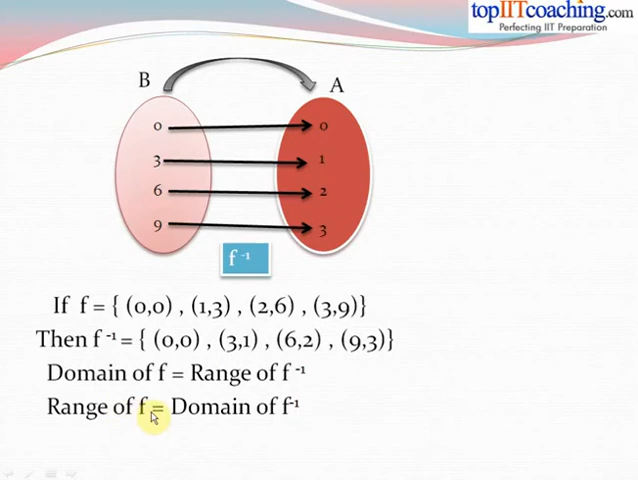 topIITcoaching.com
Perfecting IIT Preparation
B
A
0 0
3 1
6 2
9 3
f -1
If f = { (0,0) , (1,3) , (2,6) , (3,9)}
Then f -1 = { (0,0) , (3,1) , (6,2) , (9,3)}
Domain of f = Range of f -1
Range of f = Domain of f-1